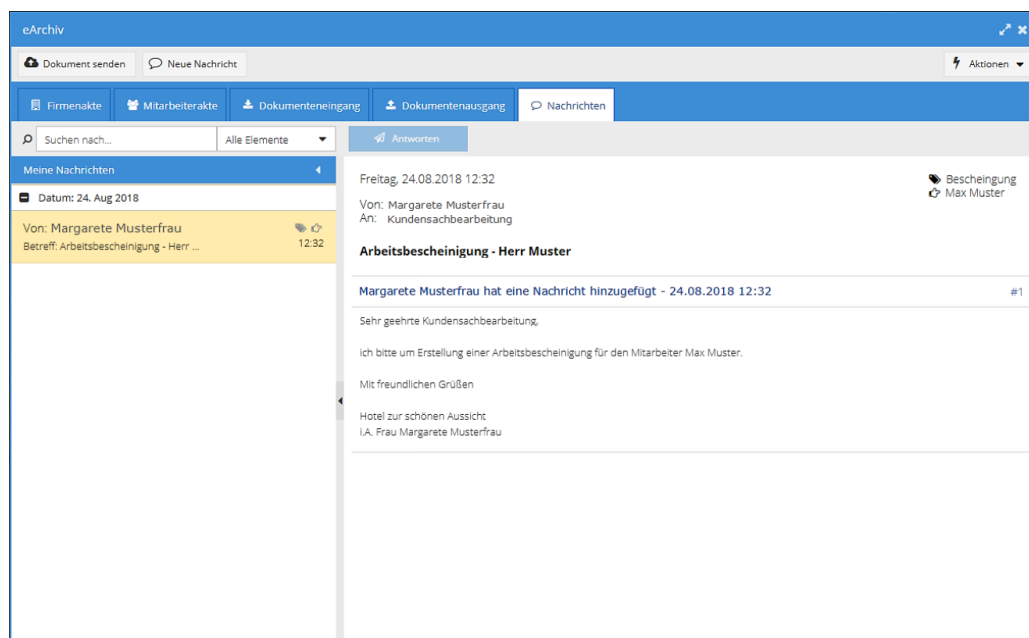 eArchiv
Dokument senden Neue Nachricht Aktionen
Firmenakte Mitarbeiterakte Dokumenteneingang Dokumentenausgang Nachrichten
Suchen nach... Alle Elemente Antworten
Meine Nachrichten
Datum: 24. Aug 2018
Von: Margarete Musterfrau
Betreff: Arbeitsbescheinigung - Herr ... 12:32
Freitag, 24.08.2018 12:32 Bescheingung
Max Muster
Von: Margarete Musterfrau
An: Kundensachbearbeitung
Arbeitsbescheinigung - Herr Muster
Margarete Musterfrau hat eine Nachricht hinzugefügt - 24.08.2018 12:32 #1
Sehr geehrte Kundensachbearbeitung,
ich bitte um Erstellung einer Arbeitsbescheinigung für den Mitarbeiter Max Muster.
Mit freundlichen Grüßen
Hotel zur schönen Aussicht
i.A. Frau Margarete Musterfrau